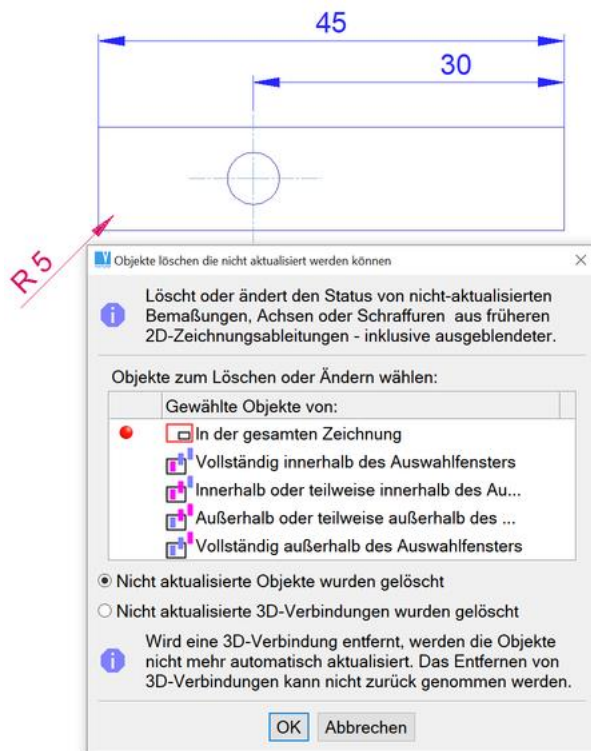 45
30
R 5
Objekte löschen die nicht aktualisiert werden können
Löscht oder ändert den Status von nicht-aktualisierten
Bemaßungen, Achsen oder Schraffuren aus früheren
2D-Zeichnungsableitungen - inklusive ausgeblendeter.
Objekte zum Löschen oder Ändern wählen:
Gewählte Objekte von:
In der gesamten Zeichnung
Vollständig innerhalb des Auswahlfensters
Innerhalb oder teilweise innerhalb des Au...
Außerhalb oder teilweise außerhalb des ...
Vollständig außerhalb des Auswahlfensters
Nicht aktualisierte Objekte wurden gelöscht
Nicht aktualisierte 3D-Verbindungen wurden gelöscht
Wird eine 3D-Verbindung entfernt, werden die Objekte
nicht mehr automatisch aktualisiert. Das Entfernen von
3D-Verbindungen kann nicht zurück genommen werden.
OK Abbrechen